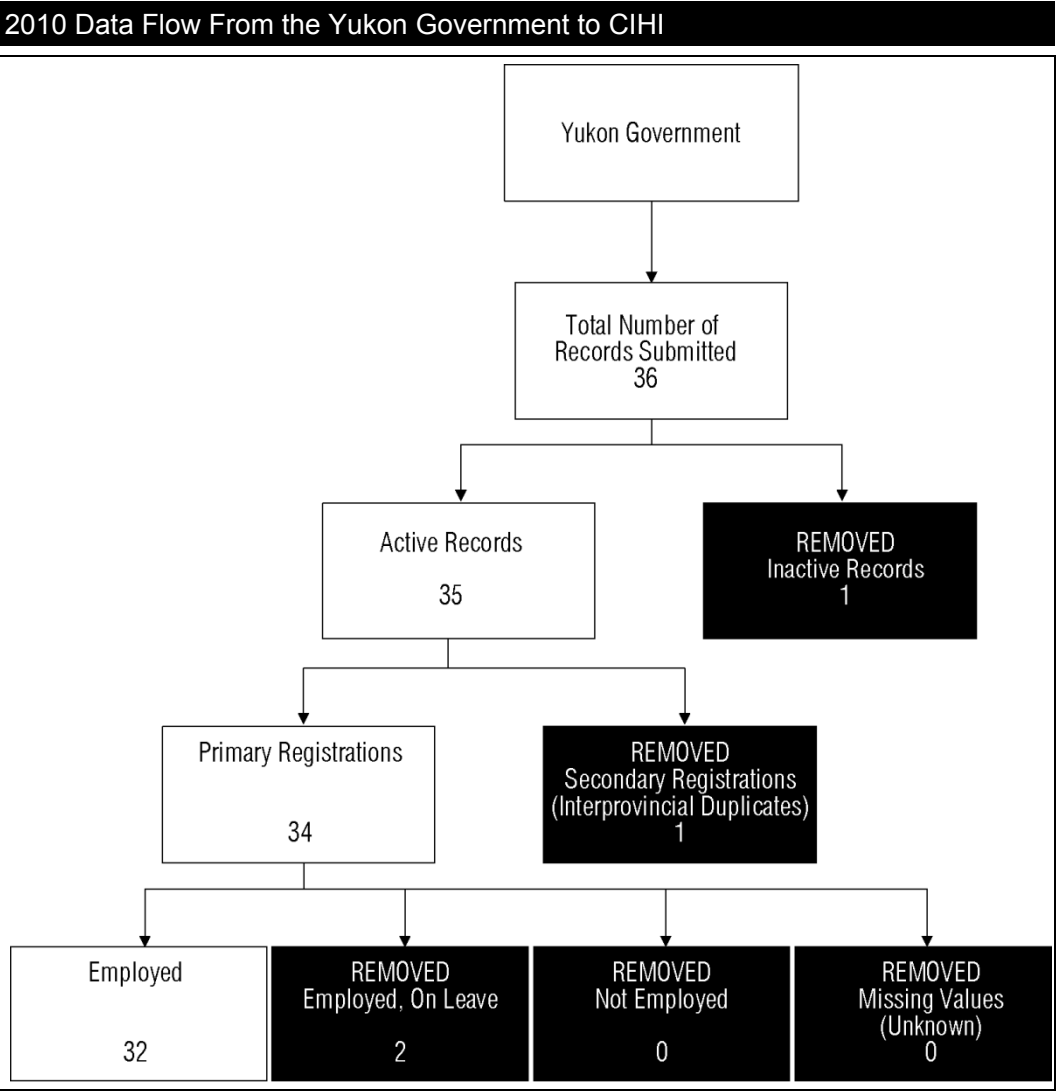 2010 Data Flow From the Yukon Government to CIHI
Yukon Government
Total Number of
Records Submitted
36
Active Records
35
REMOVED
Inactive Records
1
Primary Registrations
34
REMOVED
Secondary Registrations
(Interprovincial Duplicates)
1
Employed
32
REMOVED
Employed, On Leave
2
REMOVED
Not Employed
0
REMOVED
Missing Values
(Unknown)
0